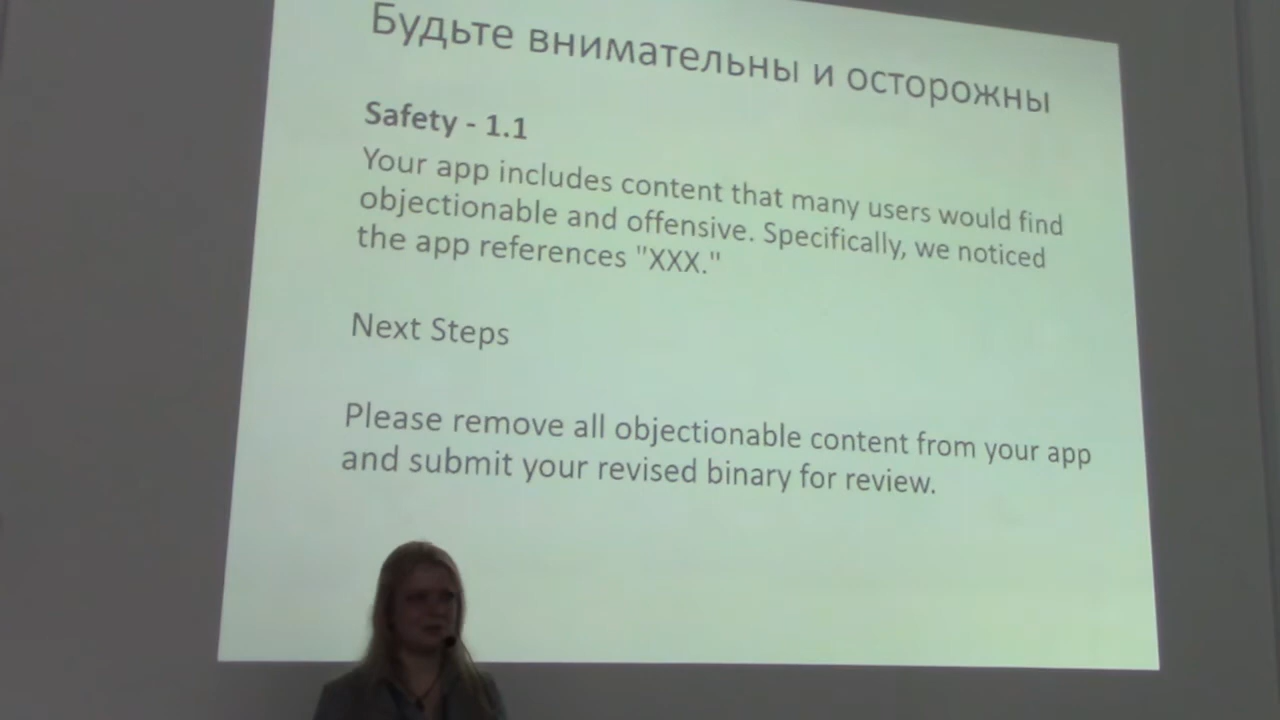 Будьте внимательны и осторожны
Safety - 1.1
Your app includes content that many users would find
objectionable and offensive. Specifically, we noticed
the app references "XXX."
Next Steps
Please remove all objectionable content from your app
and submit your revised binary for review.